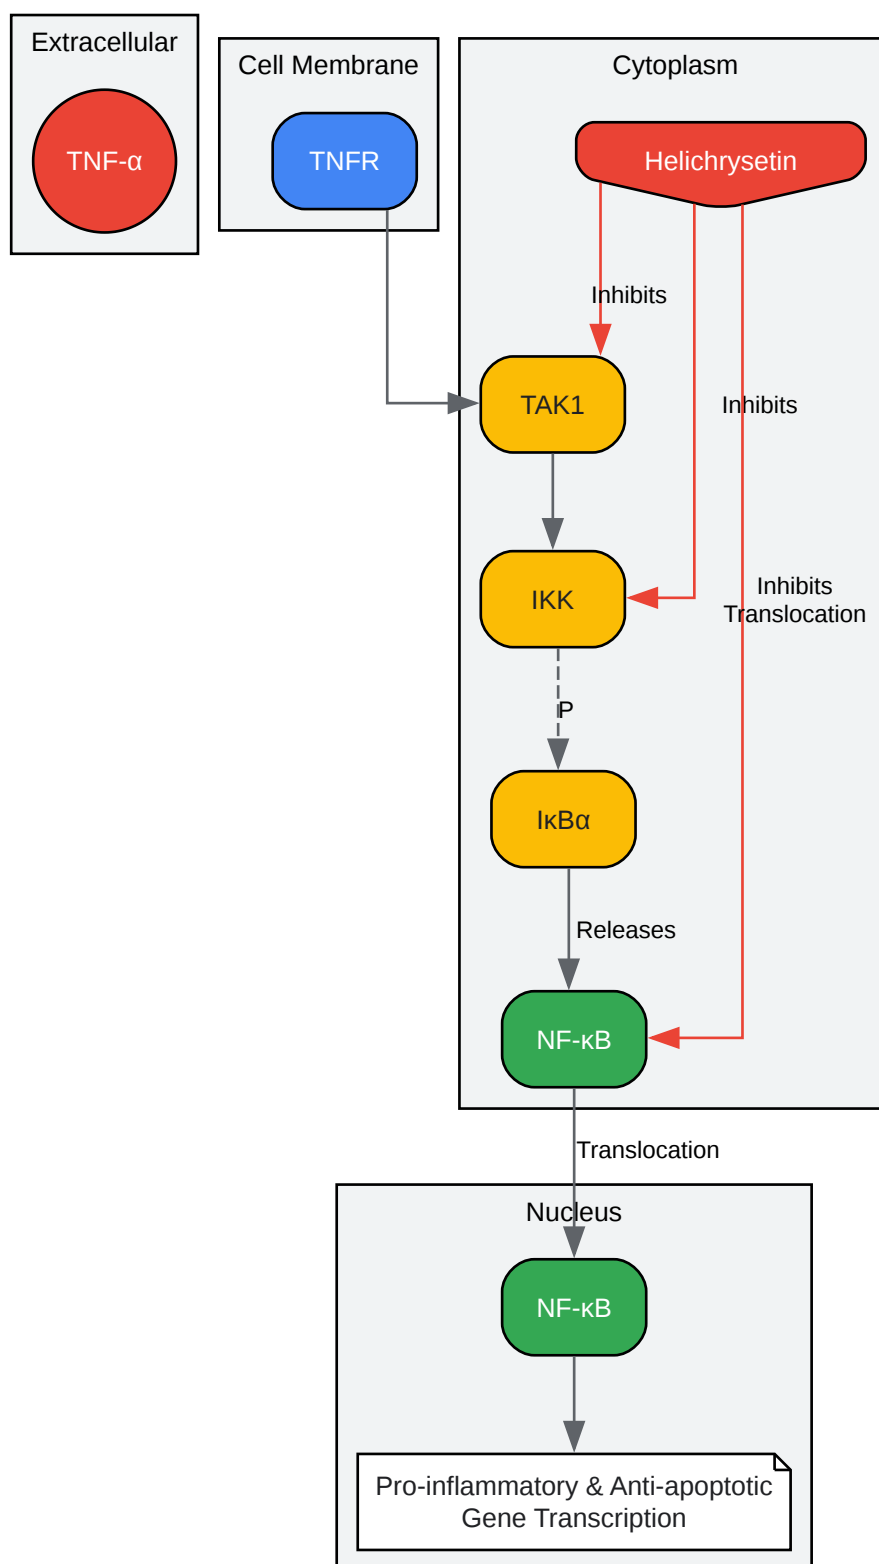 Extracellular
TNF-α
Cell Membrane
TNFR
Cytoplasm
Helichrysetin
Inhibits
TAK1
Inhibits
IKK
Inhibits
Translocation
P
IκBα
Releases
NF-κB
Translocation
Nucleus
NF-κB
Pro-inflammatory & Anti-apoptotic
Gene Transcription